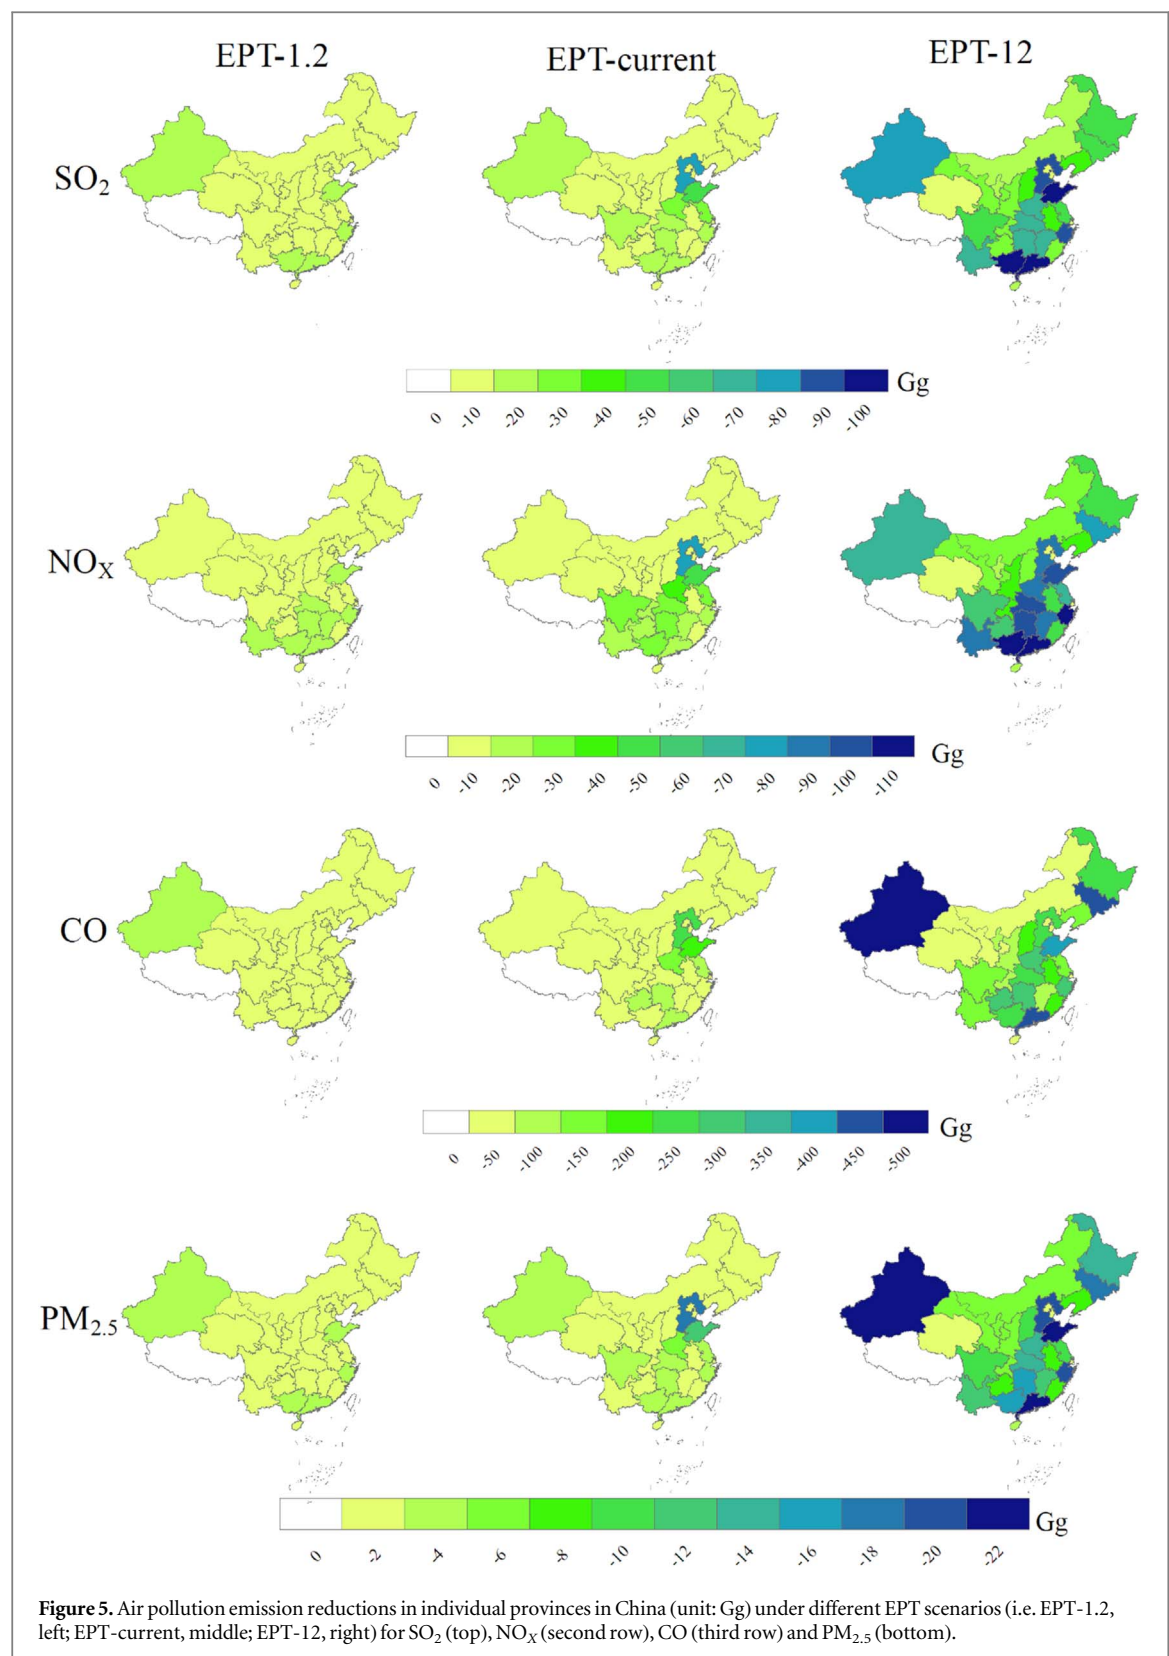 EPT-1.2 EPT-current EPT-12
SO2
0 -10 -20 -30 -40 -50 -60 -70 -80 -90 -100 Gg
NOX
0 -10 -20 -30 -40 -50 -60 -70 -80 -90 -100 -110 Gg
CO
0 -50 -100 -150 -200 -250 -300 -350 -400 -450 -500 Gg
PM2.5
0 -2 -4 -6 -8 -10 -12 -14 -16 -18 -20 -22 Gg
Figure 5. Air pollution emission reductions in individual provinces in China (unit: Gg) under different EPT scenarios (i.e. EPT-1.2,
left; EPT-current, middle; EPT-12, right) for SO2 (top), NOX (second row), CO (third row) and PM2.5 (bottom).